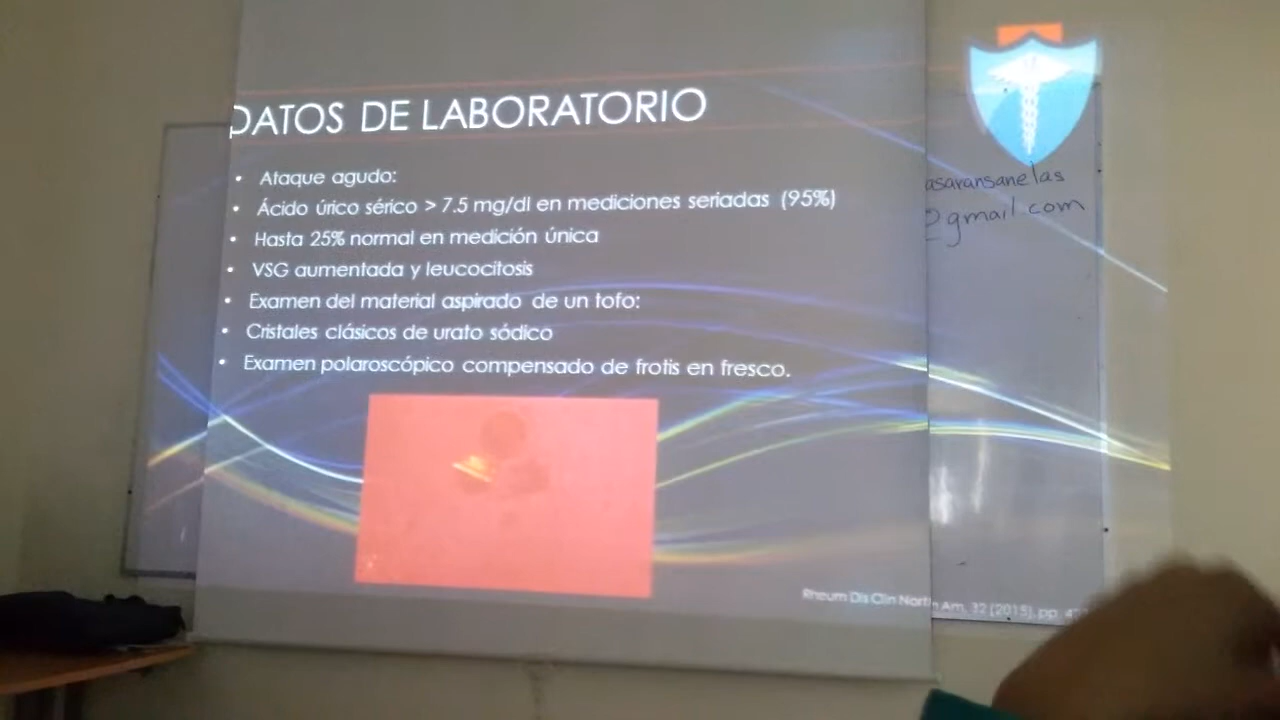 DATOS DE LABORATORIO
• Ataque agudo:
• Ácido úrico sérico > 7.5 mg/dl en mediciones seriadas (95%)
• Hasta 25% normal en medición única
• VSG aumentada y leucocitosis
• Examen del material aspirado de un tofo:
• Cristales clásicos de urato sódico
• Examen polaroscópico compensado de frotis en fresco.
asaransanelas
@gmail.com
Rheum Dis Clin North Am. 32 (2015), pp.